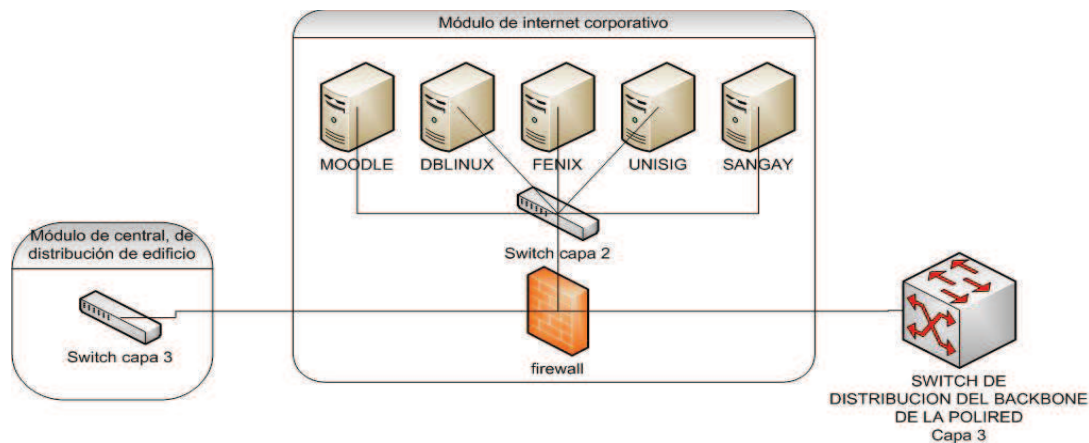 Módulo de internet corporativo
MOODLE
DBLINUX
FENIX
UNISIG
SANGAY
Switch capa 2
Módulo de central, de
distribución de edificio
Switch capa 3
firewall
SWITCH DE
DISTRIBUCION DEL BACKBONE
DE LA POLIRED
Capa 3